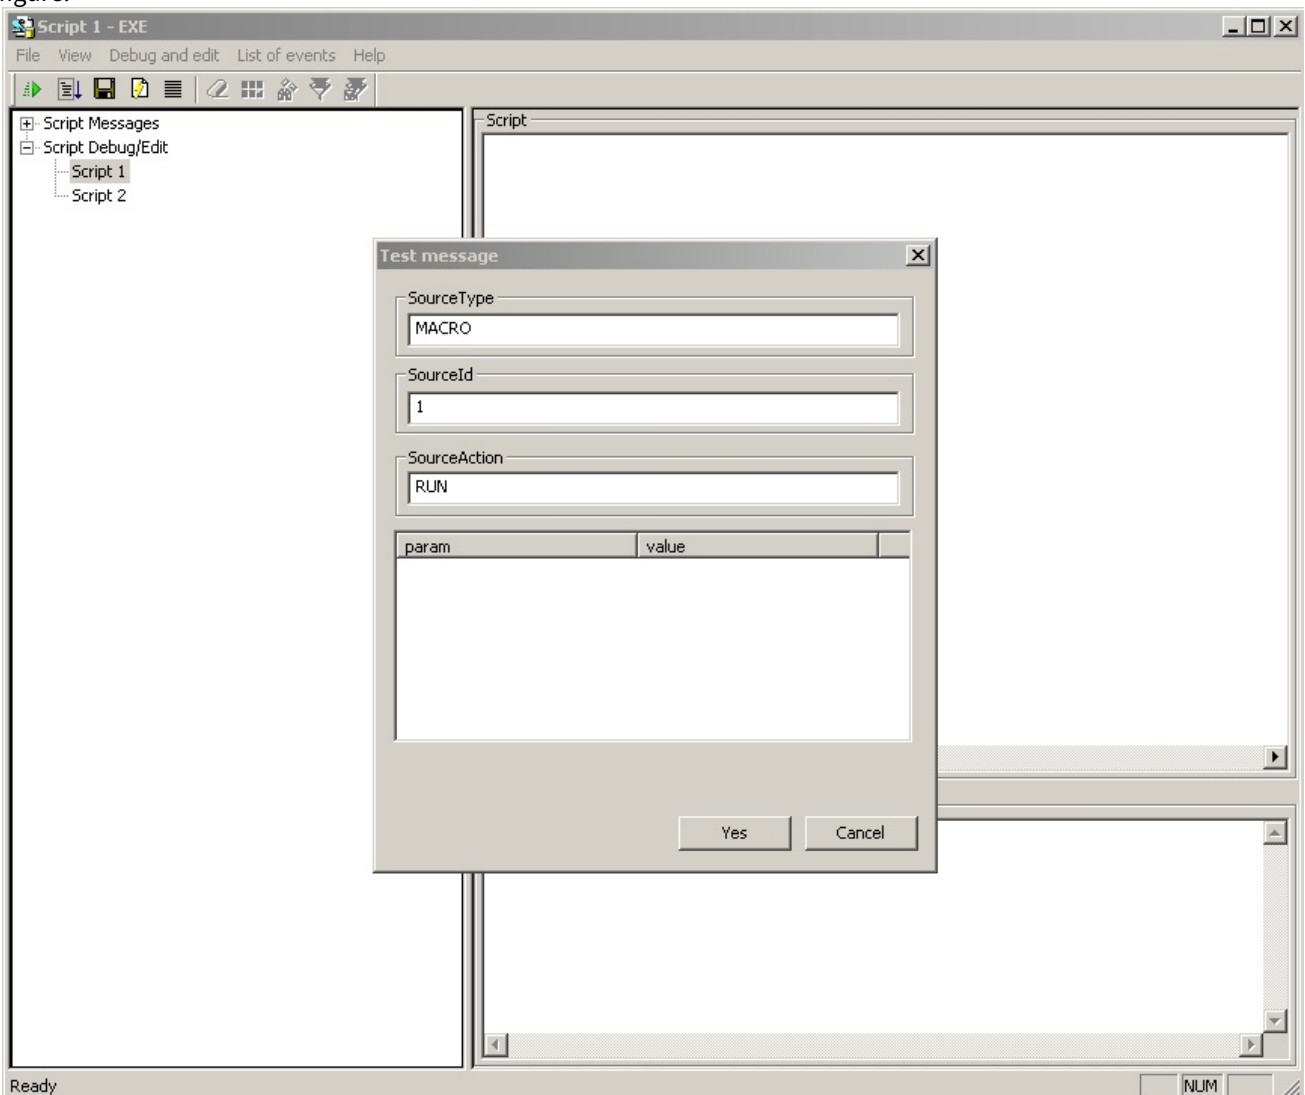 figure.
Script 1 - EXE
File View Debug and edit List of events Help
Script Messages
Script Debug/Edit
Script 1
Script 2
Script
Test message
SourceType
MACRO
SourceId
1
SourceAction
RUN
param value
Yes Cancel
Ready NUM